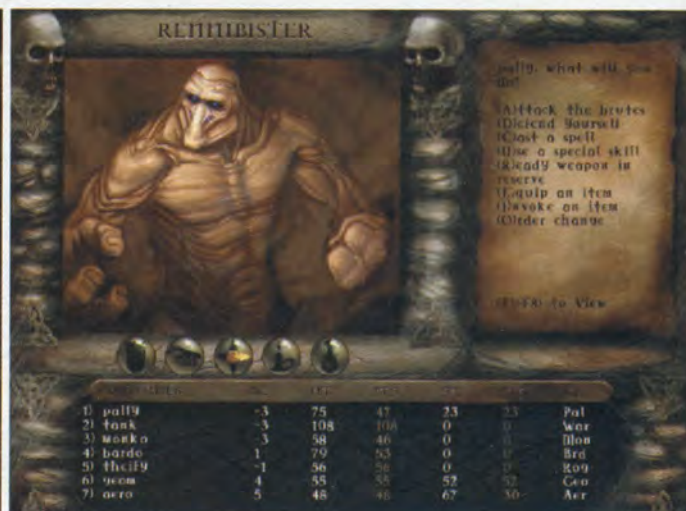 RENNIBISTER
pally, what will you
do?
(A)ttack the brutes
(D)efend Yourself
(C)ast a spell
(U)se a special skill
(R)eady weapon in
reserve
(E)quip an item
(I)nvoke an item
(O)rder change
to View
1) pally -3 75 47 23 23 Pal
2) tank -3 108 108 0 0 War
3) monko -3 58 46 0 0 Mon
4) bardo 1 79 53 0 0 Brd
5) theify -1 56 56 0 0 Rog
6) geom 4 55 55 52 52 Geo
7) aero 5 48 48 67 30 Aer